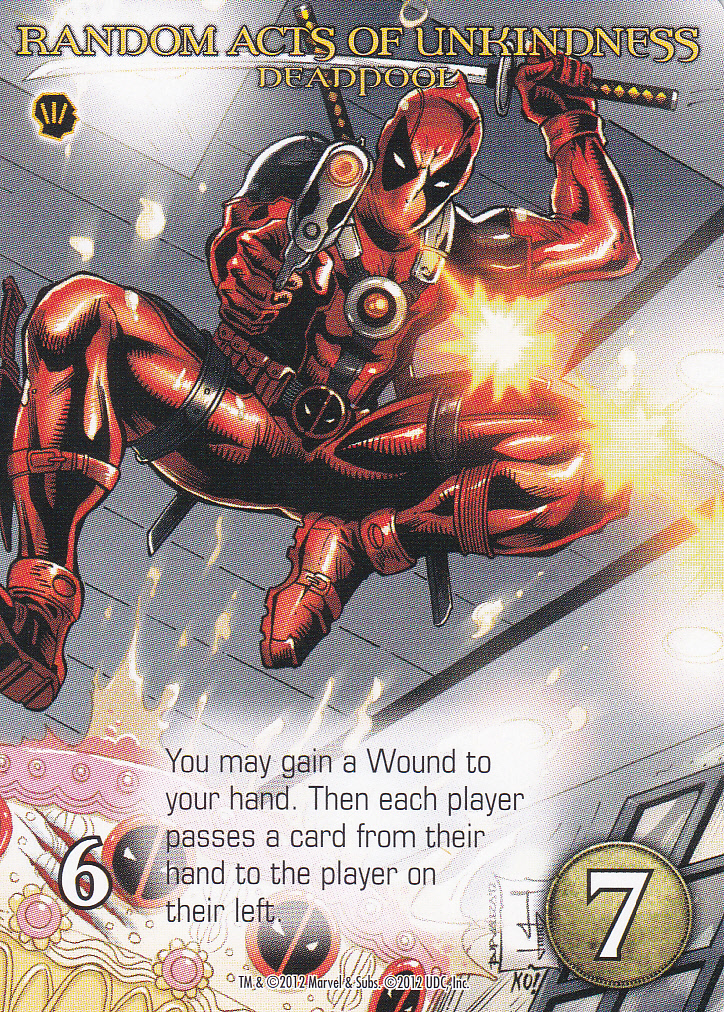 RANDOM ACTS OF UNKINDNESS
DEADPOOL
You may gain a Wound to
your hand. Then each player
passes a card from their
hand to the player on
their left.
6
7
KO!
TM & ©2012 Marvel & Subs. ©2012 UDC, Inc.